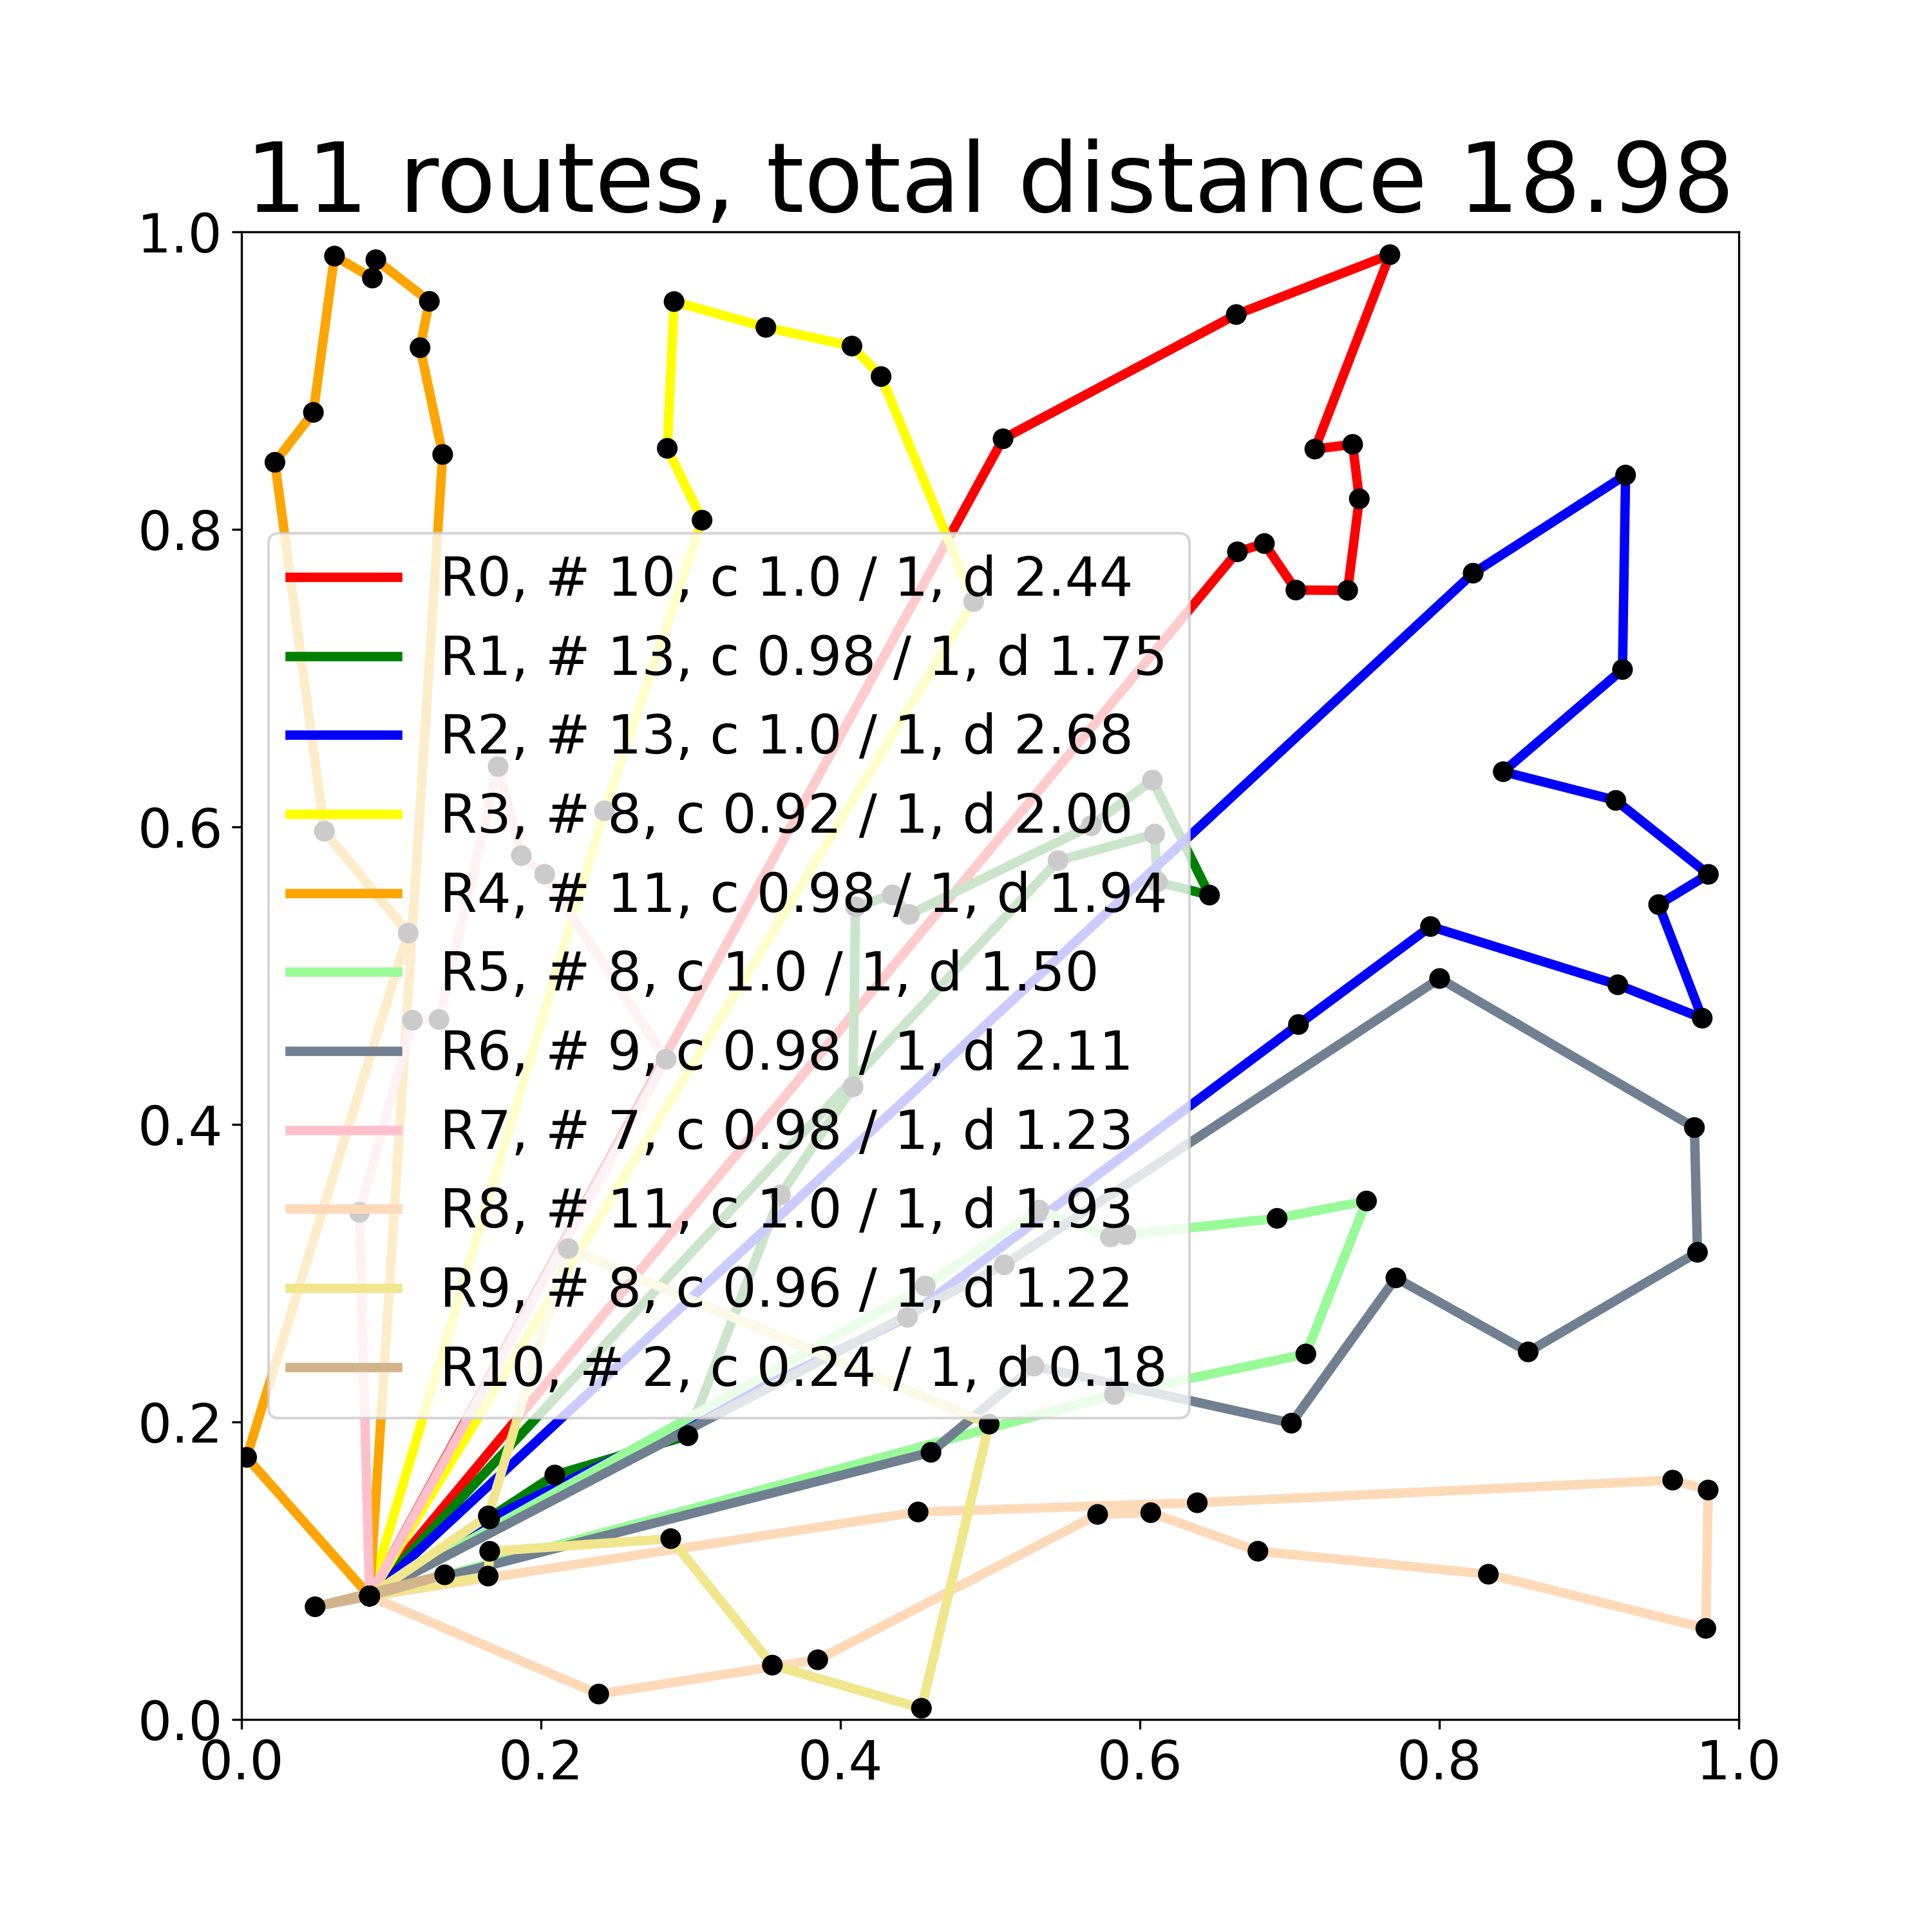 11 routes, total distance 18.98
1.0
0.8
0.6
0.4
0.2
0.0
R0, # 10, c 1.0 / 1, d 2.44
R1, # 13, c 0.98 / 1, d 1.75
R2, # 13, c 1.0 / 1, d 2.68
R3, # 8, c 0.92 / 1, d 2.00
R4, # 11, c 0.98 / 1, d 1.94
R5, # 8, c 1.0 / 1, d 1.50
R6, # 9, c 0.98 / 1, d 2.11
R7, # 7, c 0.98 / 1, d 1.23
R8, # 11, c 1.0 / 1, d 1.93
R9, # 8, c 0.96 / 1, d 1.22
R10, # 2, c 0.24 / 1, d 0.18
0.0 0.2 0.4 0.6 0.8 1.0